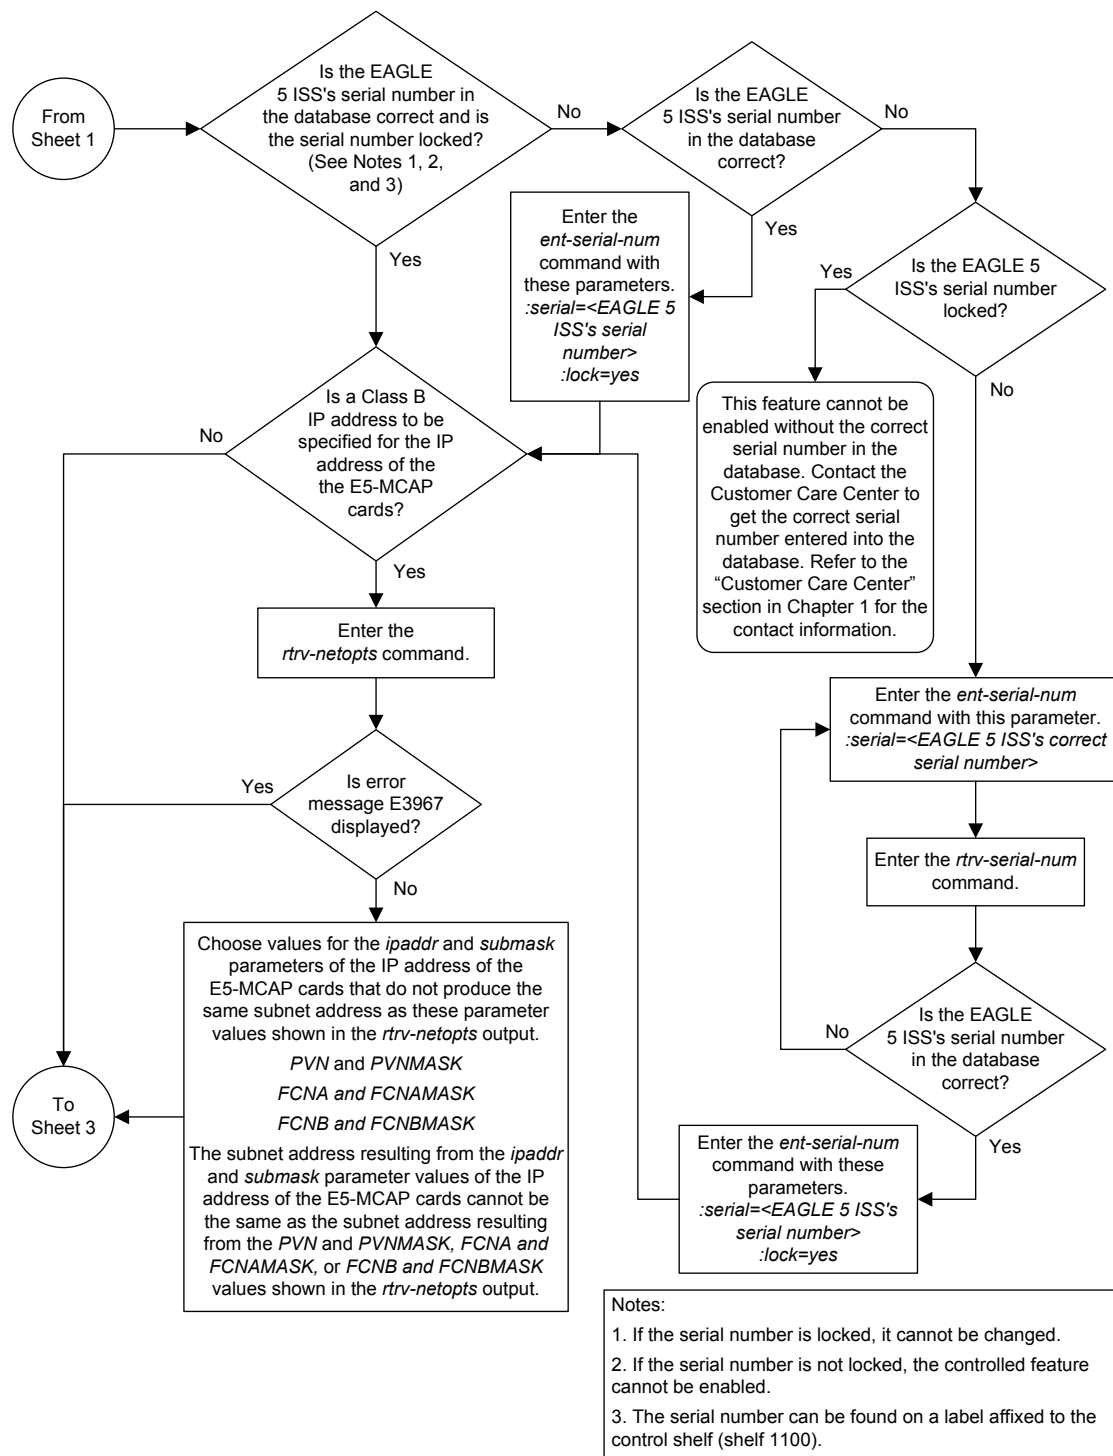 From
Sheet 1
Is the EAGLE
5 ISS's serial number in
the database correct and is
the serial number locked?
(See Notes 1, 2,
and 3)
No
Yes
Is the EAGLE
5 ISS's serial number
in the database
correct?
No
Yes
Enter the
ent-serial-num
command with
these parameters.
:serial=<EAGLE 5
ISS's serial
number>
:lock=yes
Is the EAGLE 5
ISS's serial number
locked?
Yes
No
This feature cannot be
enabled without the correct
serial number in the
database. Contact the
Customer Care Center to
get the correct serial
number entered into the
database. Refer to the
“Customer Care Center”
section in Chapter 1 for the
contact information.
Is a Class B
IP address to be
specified for the IP
address of the
the E5-MCAP
cards?
No
Yes
Enter the
rtrv-netopts command.
Is error
message E3967
displayed?
Yes
No
Choose values for the ipaddr and submask
parameters of the IP address of the
E5-MCAP cards that do not produce the
same subnet address as these parameter
values shown in the rtrv-netopts output.
PVN and PVNMASK
FCNA and FCNAMASK
FCNB and FCNBMASK
The subnet address resulting from the ipaddr
and submask parameter values of the IP
address of the E5-MCAP cards cannot be
the same as the subnet address resulting
from the PVN and PVNMASK, FCNA and
FCNAMASK, or FCNB and FCNBMASK
values shown in the rtrv-netopts output.
To
Sheet 3
Enter the ent-serial-num
command with this parameter.
:serial=<EAGLE 5 ISS's correct
serial number>
Enter the rtrv-serial-num
command.
Is the EAGLE
5 ISS's serial number
in the database
correct?
No
Yes
Enter the ent-serial-num
command with these
parameters.
:serial=<EAGLE 5 ISS's
serial number>
:lock=yes
Notes:
1. If the serial number is locked, it cannot be changed.
2. If the serial number is not locked, the controlled feature
cannot be enabled.
3. The serial number can be found on a label affixed to the
control shelf (shelf 1100).